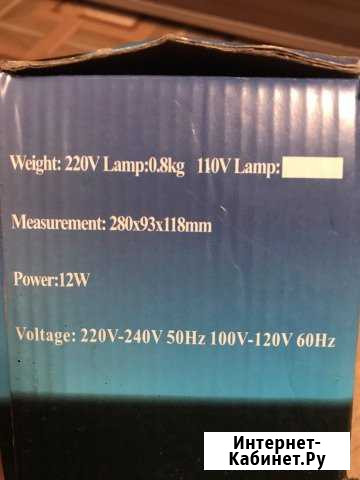 Weight: 220V Lamp:0.8kg 110V Lamp:
Measurement: 280x93x118mm
Power:12W
Voltage: 220V-240V 50Hz 100V-120V 60Hz
Интернет-
Кабинет.Ру